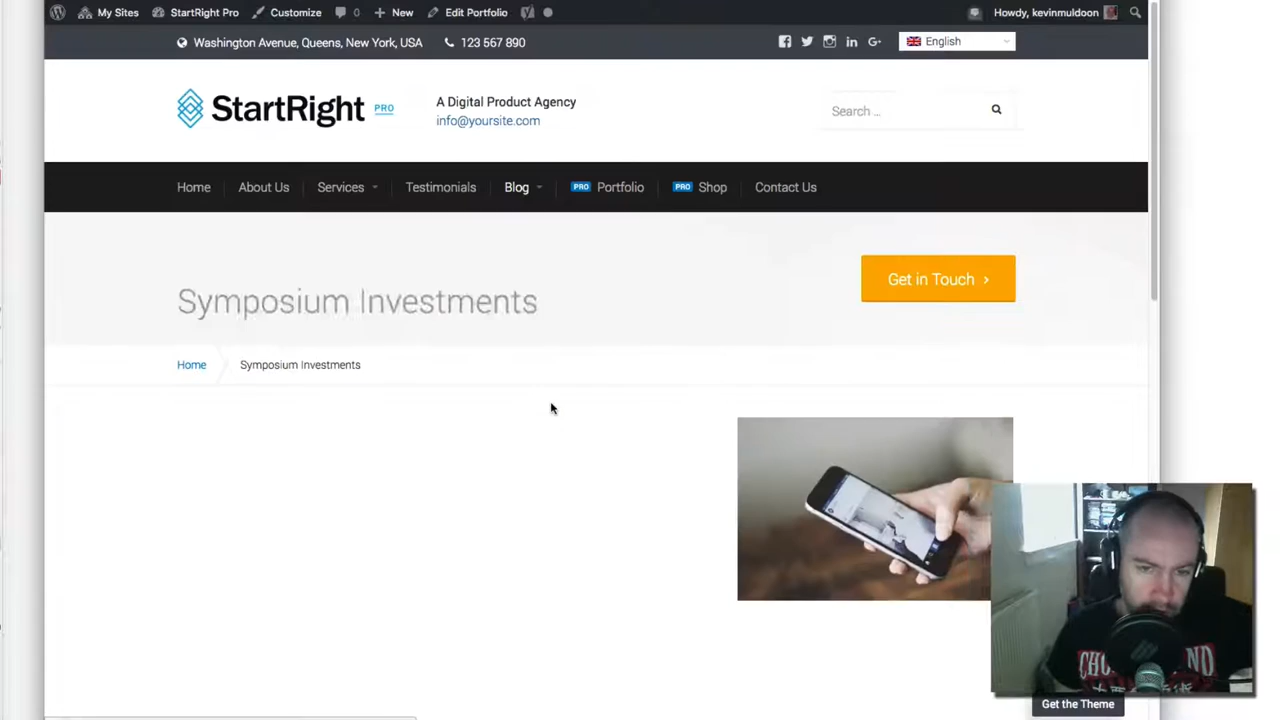 My Sites StartRight Pro Customize 0 New Edit Portfolio Howdy, kevinmuldoon
Washington Avenue, Queens, New York, USA 123 567 890 English
StartRight PRO
A Digital Product Agency
info@yoursite.com
Search ...
Home About Us Services Testimonials Blog PRO Portfolio PRO Shop Contact Us
Get in Touch
Symposium Investments
Home Symposium Investments
Get the Theme